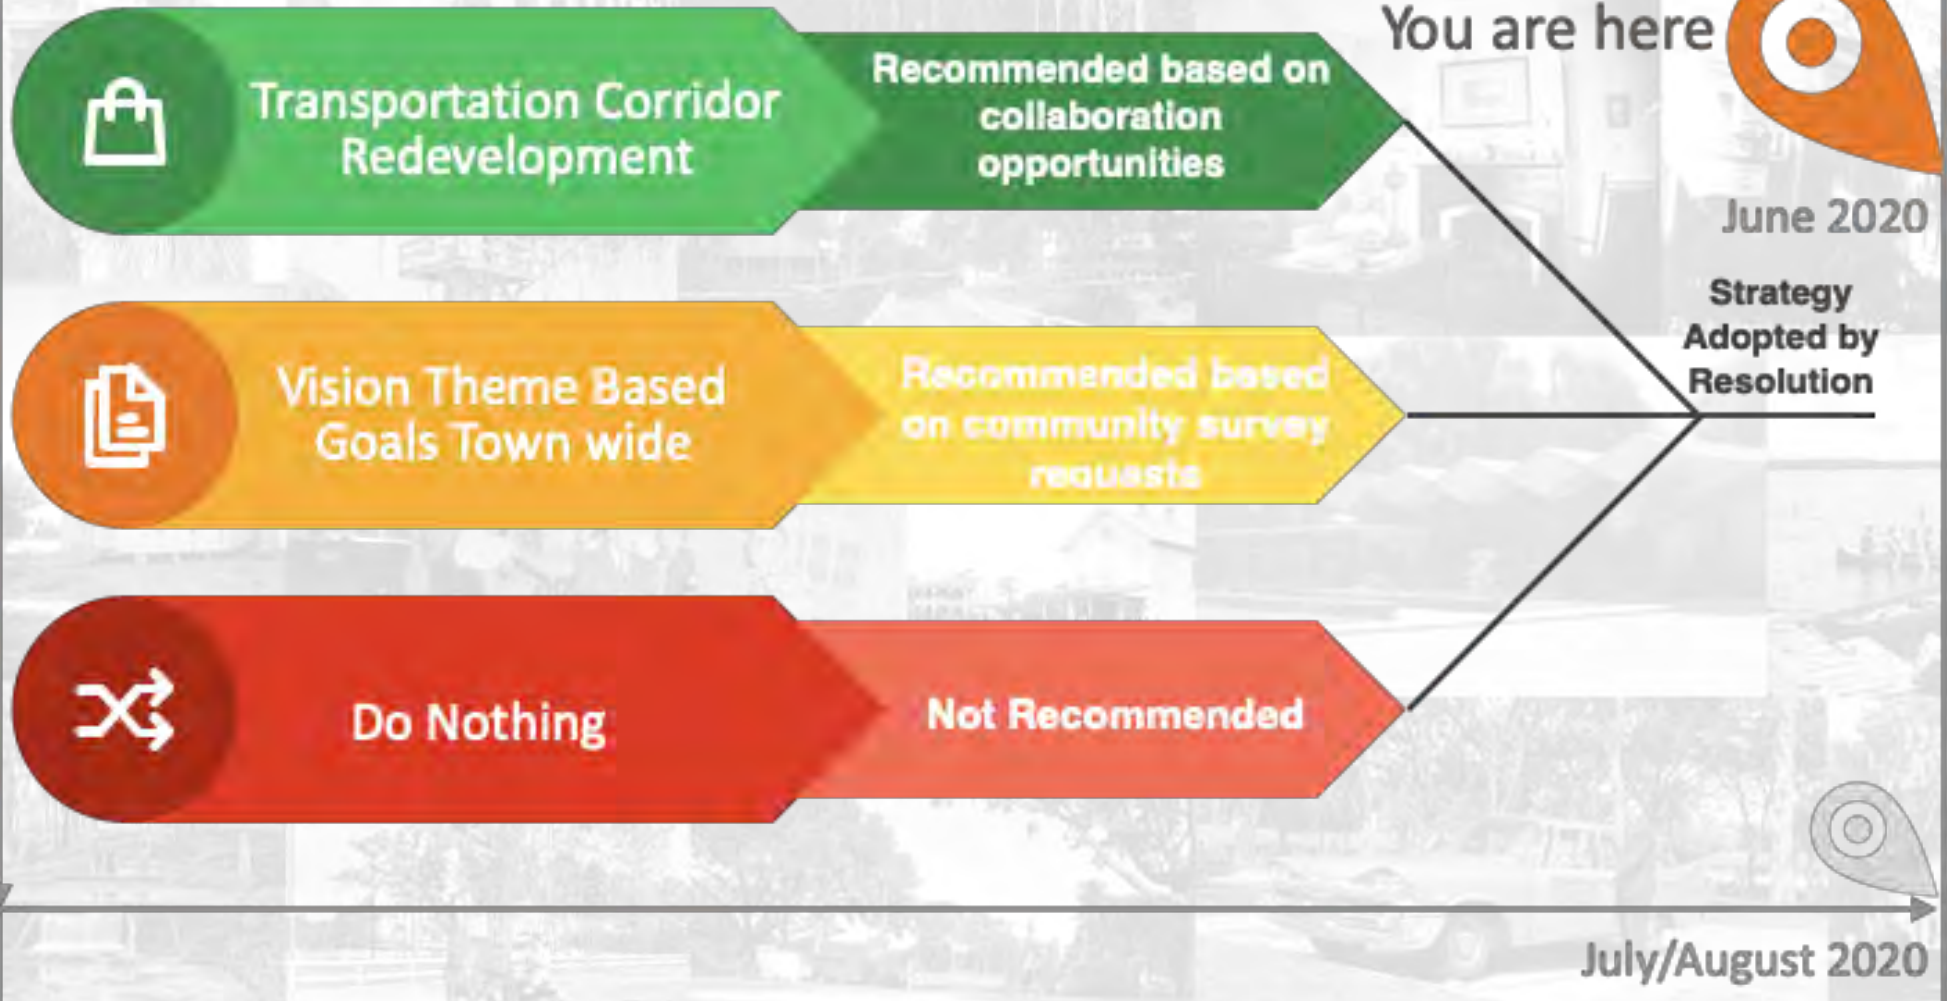 You are here
Transportation Corridor
Redevelopment
Recommended based on
collaboration
opportunities
June 2020
Strategy
Adopted by
Resolution
Vision Theme Based
Goals Town wide
Recommended based
on community survey
requests
Do Nothing
Not Recommended
July/August 2020